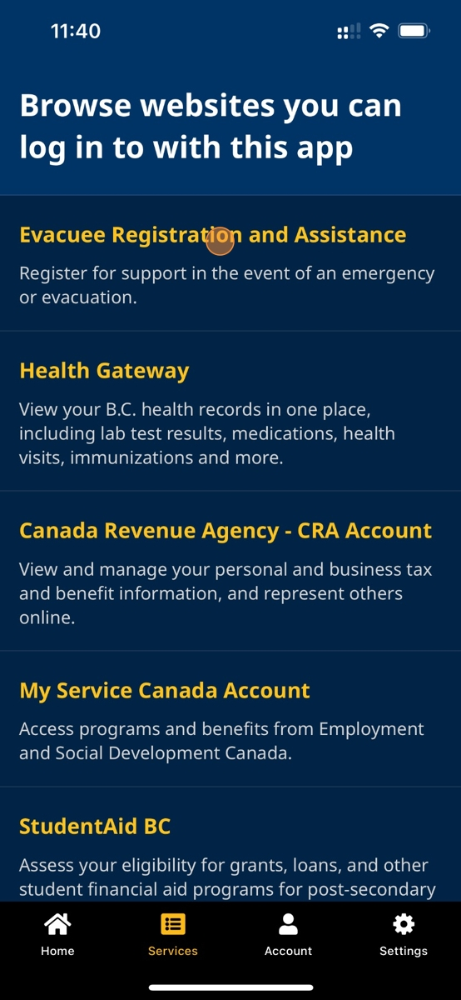 11:40
Browse websites you can
log in to with this app
Evacuee Registration and Assistance
Register for support in the event of an emergency
or evacuation.
Health Gateway
View your B.C. health records in one place,
including lab test results, medications, health
visits, immunizations and more.
Canada Revenue Agency - CRA Account
View and manage your personal and business tax
and benefit information, and represent others
online.
My Service Canada Account
Access programs and benefits from Employment
and Social Development Canada.
StudentAid BC
Assess your eligibility for grants, loans, and other
student financial aid programs for post-secondary
Home Services Account Settings